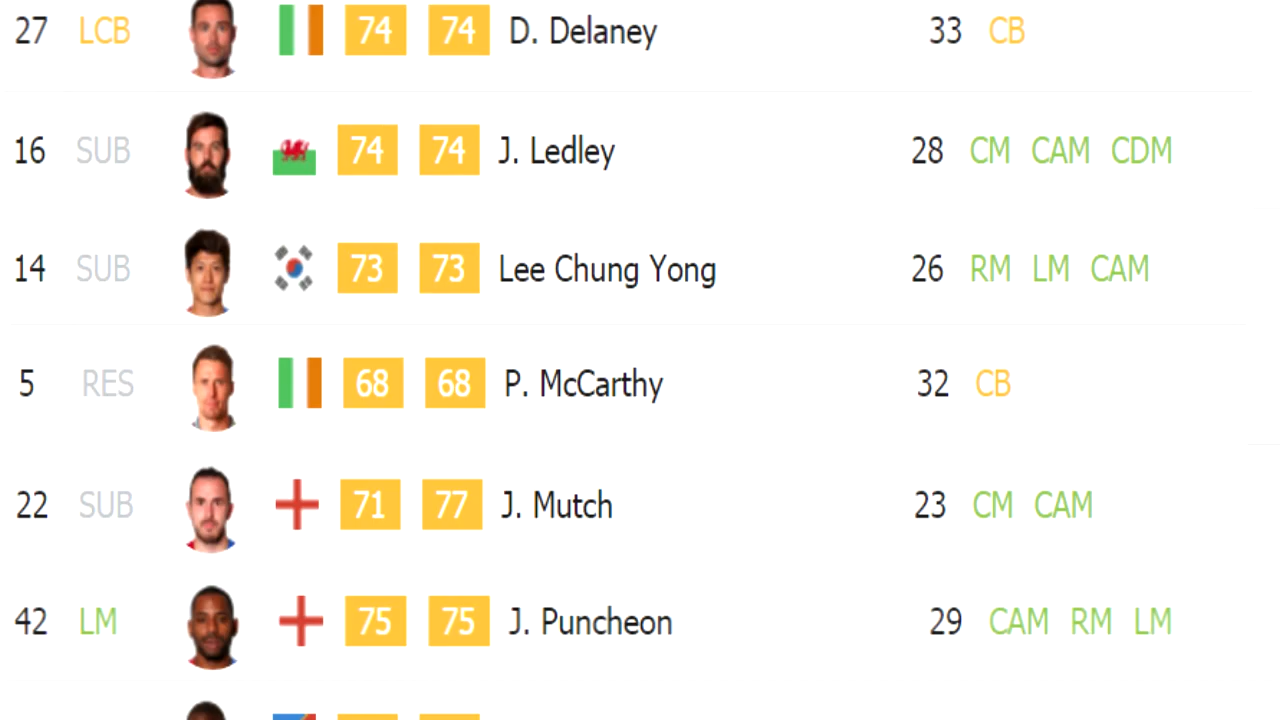 27 LCB 74 74 D. Delaney 33 CB
16 SUB 74 74 J. Ledley 28 CM CAM CDM
14 SUB 73 73 Lee Chung Yong 26 RM LM CAM
5 RES 68 68 P. McCarthy 32 CB
22 SUB 71 77 J. Mutch 23 CM CAM
42 LM 75 75 J. Puncheon 29 CAM RM LM